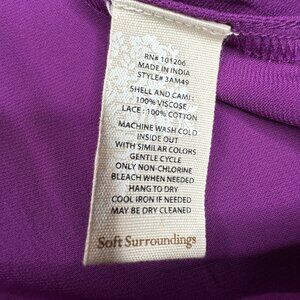 RN# 101206
MADE IN INDIA
STYLE# 3AM49
SHELL AND CAMI:
100% VISCOSE
LACE: 100% COTTON
MACHINE WASH COLD
INSIDE OUT
WITH SIMILAR COLORS
GENTLE CYCLE
ONLY NON-CHLORINE
BLEACH WHEN NEEDED
HANG TO DRY
COOL IRON IF NEEDED
MAY BE DRY CLEANED
Soft Surroundings